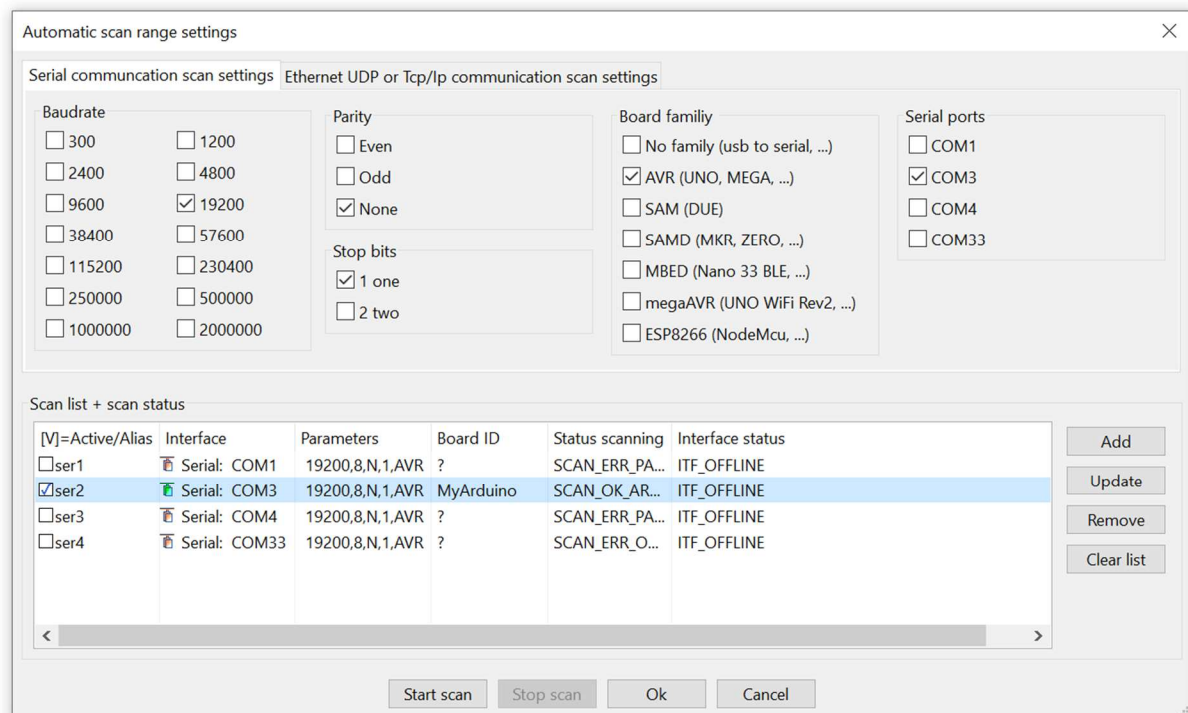 Automatic scan range settings
Serial communcation scan settings Ethernet UDP or Tcp/Ip communication scan settings
Baudrate
300 1200
2400 4800
9600 19200
38400 57600
115200 230400
250000 500000
1000000 2000000
Parity
Even
Odd
None
Stop bits
1 one
2 two
Board familiy
No family (usb to serial, ...)
AVR (UNO, MEGA, ...)
SAM (DUE)
SAMD (MKR, ZERO, ...)
MBED (Nano 33 BLE, ...)
megaAVR (UNO WiFi Rev2, ...)
ESP8266 (NodeMcu, ...)
Serial ports
COM1
COM3
COM4
COM33
Scan list + scan status
[V]=Active/Alias Interface Parameters Board ID Status scanning Interface status
ser1 Serial: COM1 19200,8,N,1,AVR ? SCAN_ERR_PA... ITF_OFFLINE
ser2 Serial: COM3 19200,8,N,1,AVR MyArduino SCAN_OK_AR... ITF_OFFLINE
ser3 Serial: COM4 19200,8,N,1,AVR ? SCAN_ERR_PA... ITF_OFFLINE
ser4 Serial: COM33 19200,8,N,1,AVR ? SCAN_ERR_O... ITF_OFFLINE
Add
Update
Remove
Clear list
Start scan Stop scan Ok Cancel